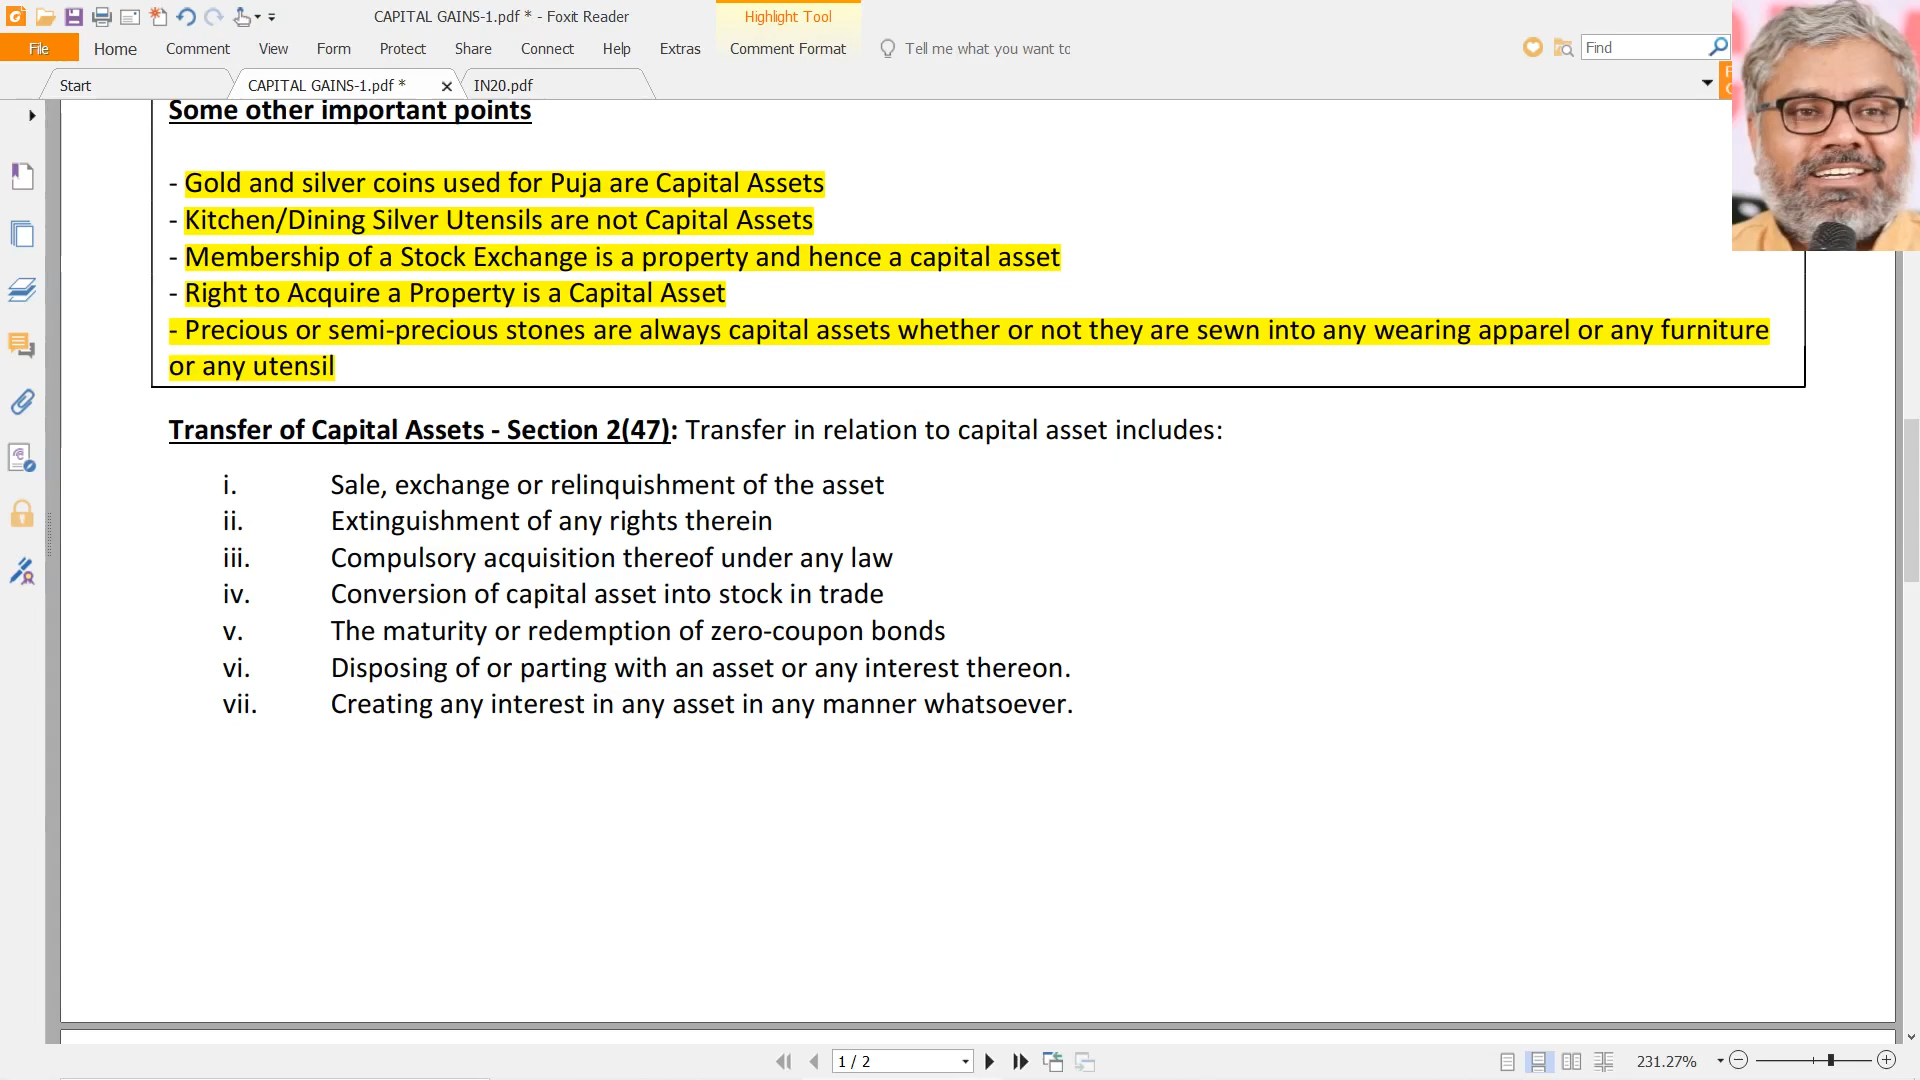 CAPITAL GAINS-1.pdf * - Foxit Reader
Highlight Tool
File Home Comment View Form Protect Share Connect Help Extras Comment Format Tell me what you want to
Find
Start CAPITAL GAINS-1.pdf * IN20.pdf
Some other important points
- Gold and silver coins used for Puja are Capital Assets
- Kitchen/Dining Silver Utensils are not Capital Assets
- Membership of a Stock Exchange is a property and hence a capital asset
- Right to Acquire a Property is a Capital Asset
- Precious or semi-precious stones are always capital assets whether or not they are sewn into any wearing apparel or any furniture
or any utensil
Transfer of Capital Assets - Section 2(47): Transfer in relation to capital asset includes:
i. Sale, exchange or relinquishment of the asset
ii. Extinguishment of any rights therein
iii. Compulsory acquisition thereof under any law
iv. Conversion of capital asset into stock in trade
v. The maturity or redemption of zero-coupon bonds
vi. Disposing of or parting with an asset or any interest thereon.
vii. Creating any interest in any asset in any manner whatsoever.
1 / 2
231.27%